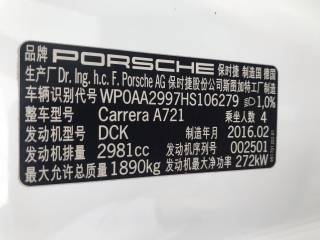 品牌 PORSCHE 保时捷 制造国 德国
生产厂 Dr. Ing. h.c. F. Porsche AG 保时捷股份公司斯图加特工厂制造
车辆识别代号 WP0AA2997HS106279 1,0%
整车型号 Carrera A721 乘坐人数 4
发动机型号 DCK 制造年月 2016.02
发动机排量 2981cc 发动机序列号 002501
最大允许总质量 1890kg 发动机最大净功率 272kW